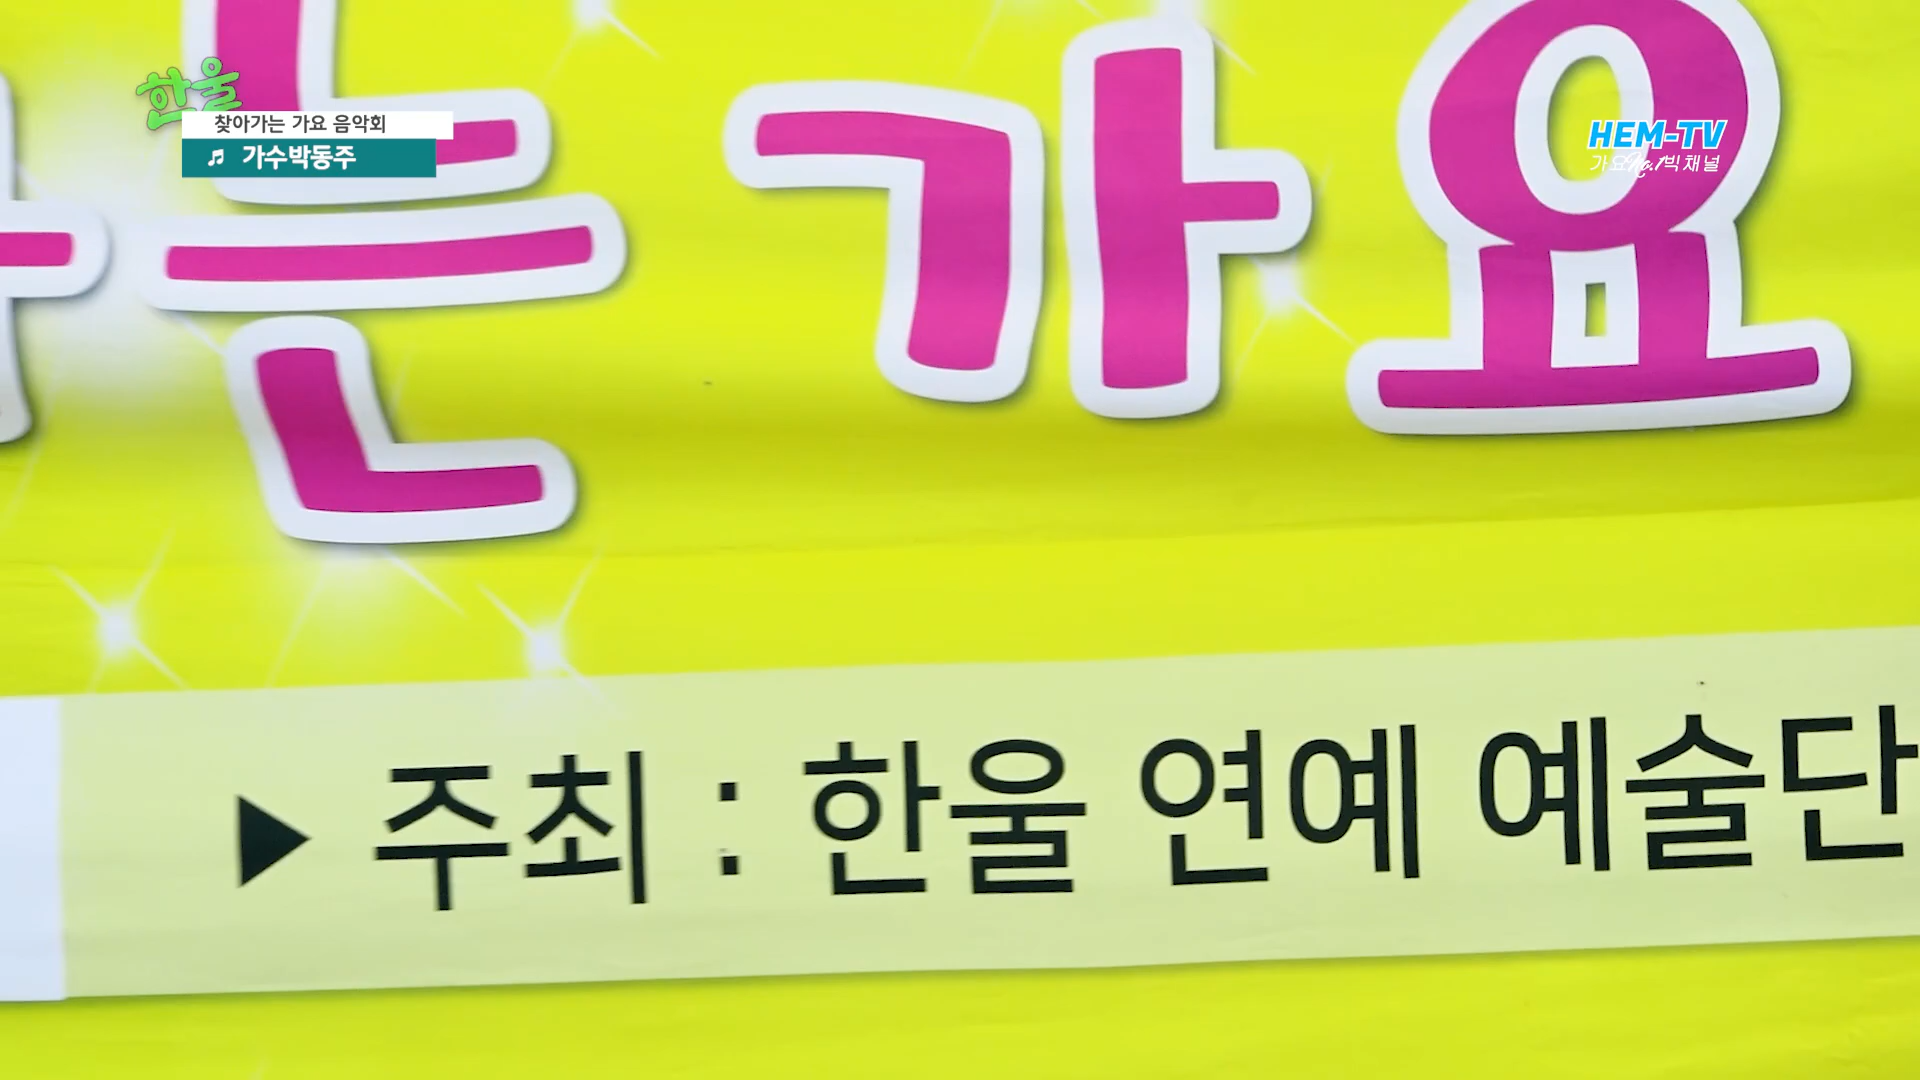 한울
찾아가는 가요 음악회
♬ 가수박동주
HEM-TV
가요No.1빅채널
는 가요
▶ 주최 : 한울 연예 예술단